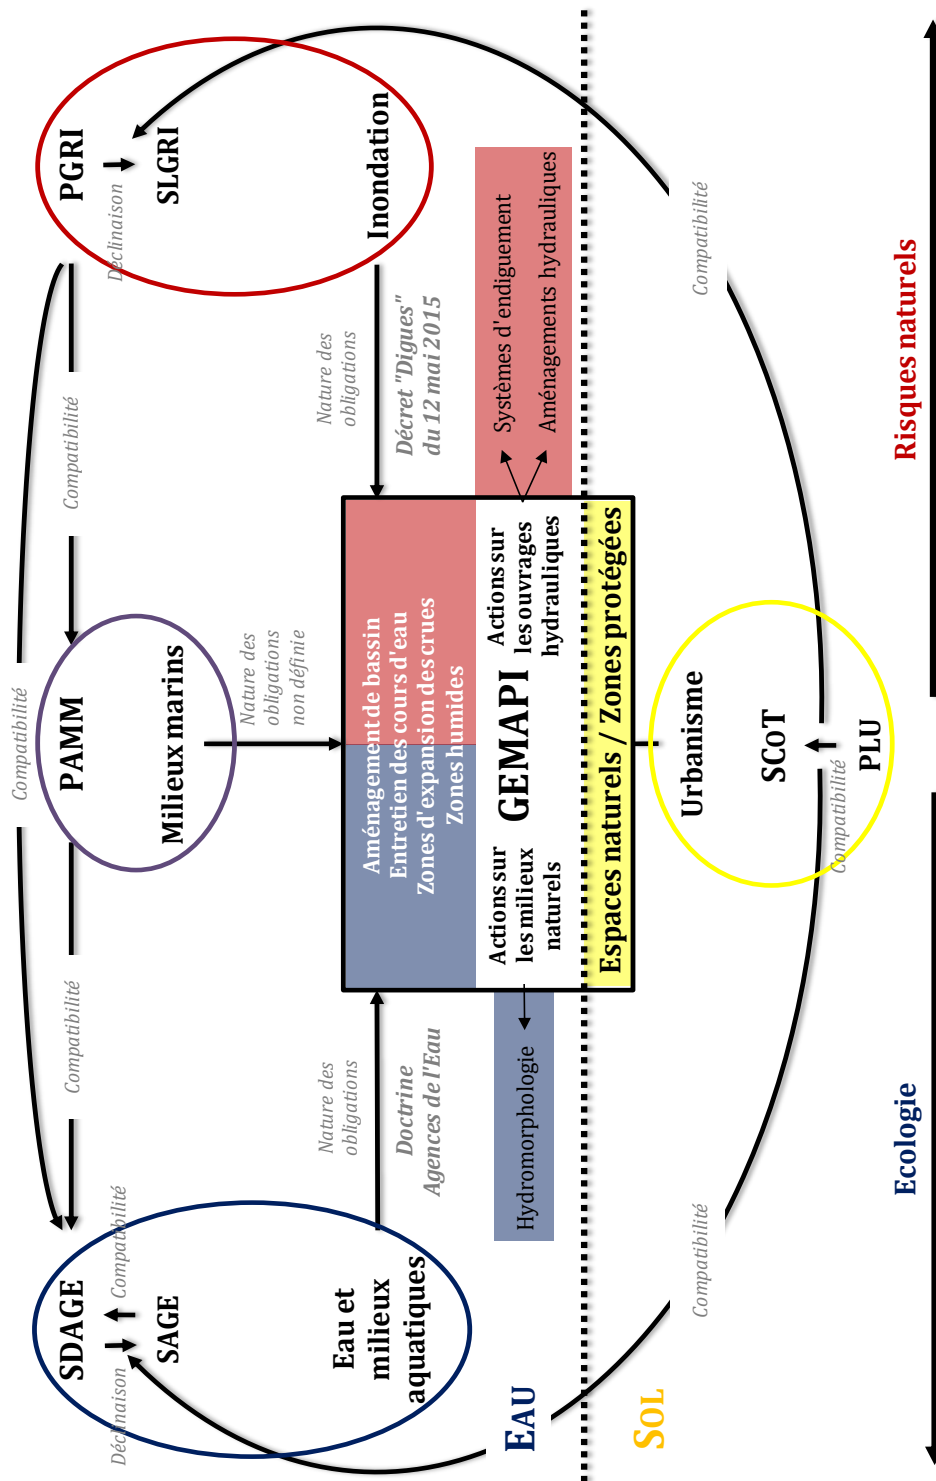 Compatibilité
SDAGE
Déclinaison
Compatibilité
SAGE
Eau et
milieux
aquatiques
Compatibilité
PAMM
Milieux marins
Compatibilité
PGRI
Déclinaison
SLGRI
Inondation
Nature des
obligations
Doctrine
Agences de l'Eau
Nature des
obligations
non définie
Nature des
obligations
Décret "Digues"
du 12 mai 2015
Aménagement de bassin
Entretien des cours d'eau
Zones d'expansion des crues
Zones humides
Hydromorphologie
Actions sur
les milieux
naturels
GEMAPI
Actions sur
les ouvrages
hydrauliques
Systèmes d'endiguement
Aménagements hydrauliques
EAU
Espaces naturels / Zones protégées
SOL
Compatibilité
Urbanisme
SCoT
Compatibilité
PLU
Compatibilité
Ecologie
Risques naturels